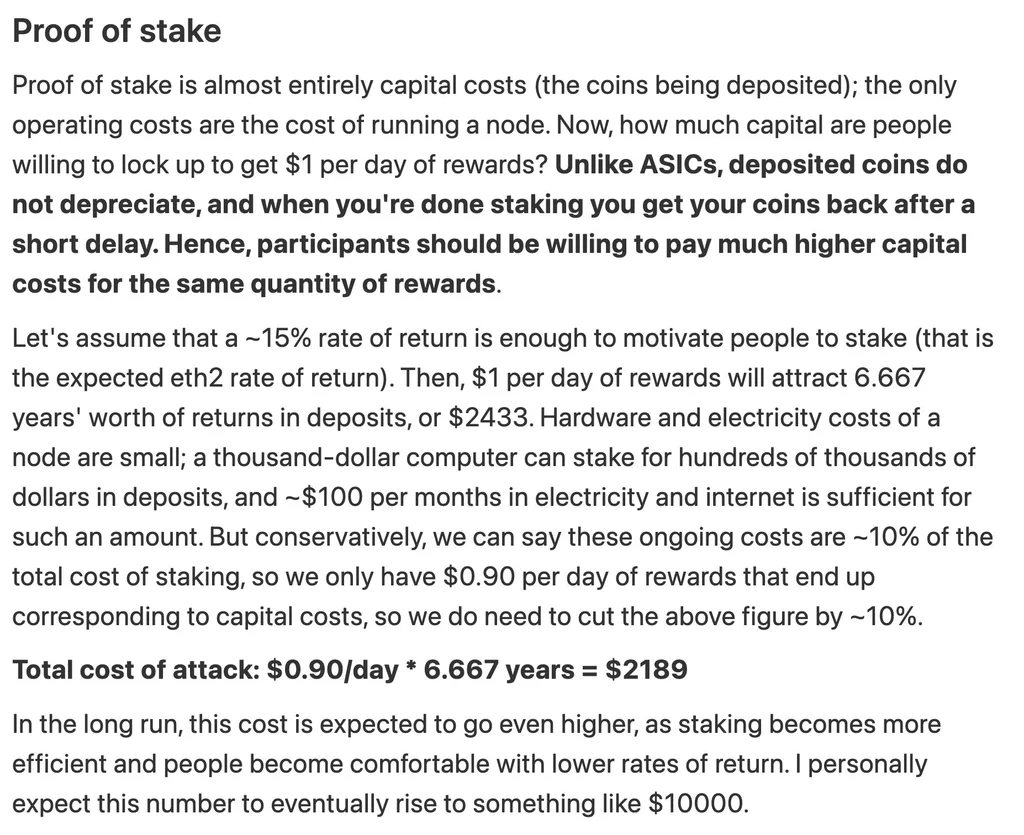 Proof of stake
Proof of stake is almost entirely capital costs (the coins being deposited); the only
operating costs are the cost of running a node. Now, how much capital are people
willing to lock up to get $1 per day of rewards? Unlike ASICs, deposited coins do
not depreciate, and when you're done staking you get your coins back after a
short delay. Hence, participants should be willing to pay much higher capital
costs for the same quantity of rewards.
Let's assume that a ~15% rate of return is enough to motivate people to stake (that is
the expected eth2 rate of return). Then, $1 per day of rewards will attract 6.667
years' worth of returns in deposits, or $2433. Hardware and electricity costs of a
node are small; a thousand-dollar computer can stake for hundreds of thousands of
dollars in deposits, and ~$100 per months in electricity and internet is sufficient for
such an amount. But conservatively, we can say these ongoing costs are ~10% of the
total cost of staking, so we only have $0.90 per day of rewards that end up
corresponding to capital costs, so we do need to cut the above figure by ~10%.
Total cost of attack: $0.90/day * 6.667 years = $2189
In the long run, this cost is expected to go even higher, as staking becomes more
efficient and people become comfortable with lower rates of return. I personally
expect this number to eventually rise to something like $10000.